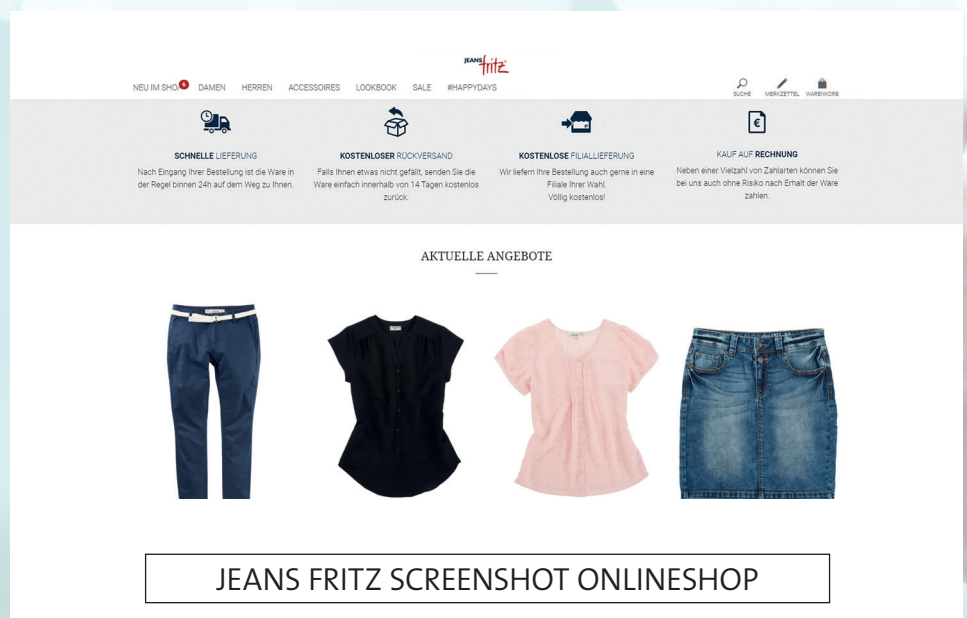 JEANS fritz
NEU IM SHOP 6 DAMEN HERREN ACCESSOIRES LOOKBOOK SALE #HAPPYDAYS
SUCHE MERKZETTEL WARENKORB
SCHNELLE LIEFERUNG
Nach Eingang Ihrer Bestellung ist die Ware in
der Regel binnen 24h auf dem Weg zu Ihnen.
KOSTENLOSER RÜCKVERSAND
Falls Ihnen etwas nicht gefällt, senden Sie die
Ware einfach innerhalb von 14 Tagen kostenlos
zurück.
KOSTENLOSE FILIALLIEFERUNG
Wir liefern Ihre Bestellung auch gerne in eine
Filiale Ihrer Wahl.
Völlig kostenlos!
€
KAUF AUF RECHNUNG
Neben einer Vielzahl von Zahlarten können Sie
bei uns auch ohne Risiko nach Erhalt der Ware
zahlen.
AKTUELLE ANGEBOTE
JEANS FRITZ SCREENSHOT ONLINESHOP